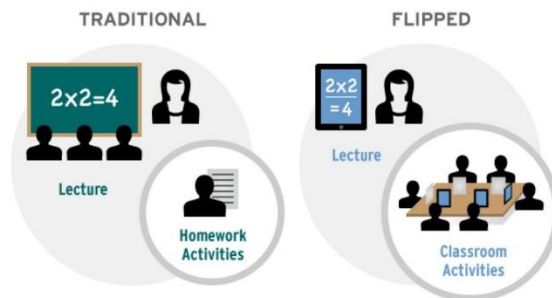 TRADITIONAL
2x2=4
Lecture
Homework
Activities
FLIPPED
2x2
=4
Lecture
Classroom
Activities